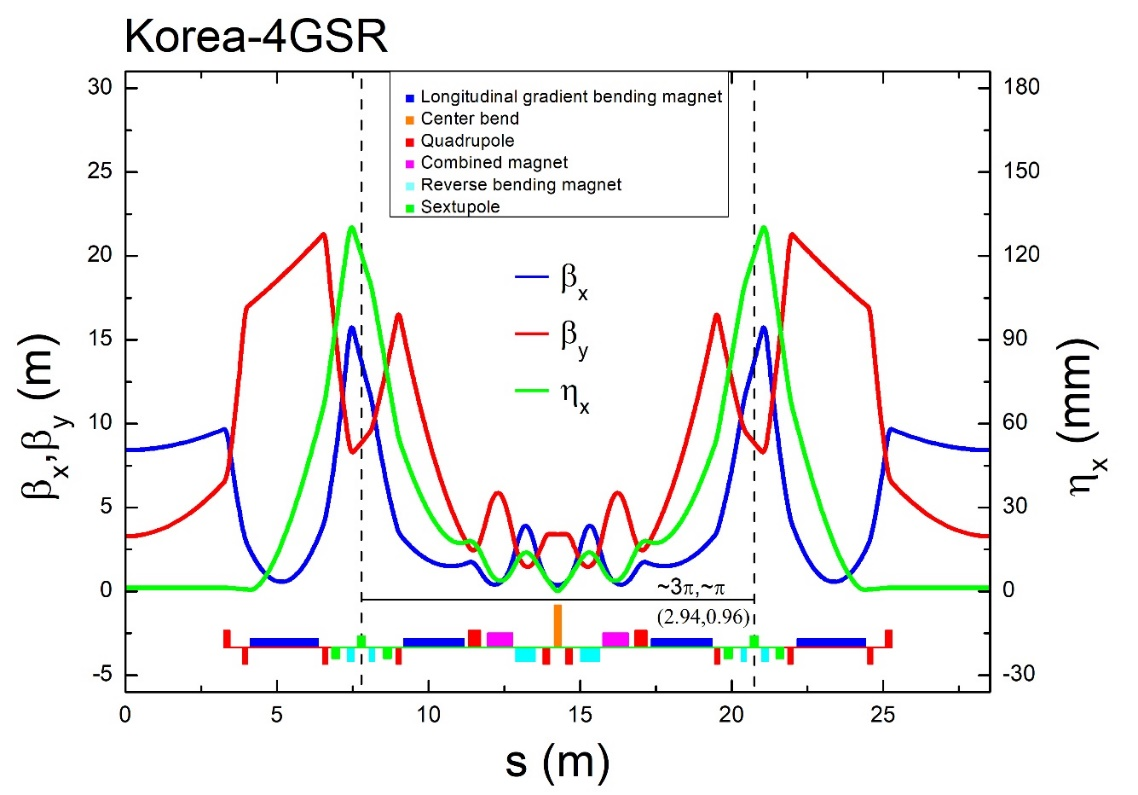 Korea-4GSR
30
25
20
15
10
5
0
-5
βx,βy (m)
180
150
120
90
60
30
0
-30
ηx (mm)
Longitudinal gradient bending magnet
Center bend
Quadrupole
Combined magnet
Reverse bending magnet
Sextupole
βx
βy
ηx
~3π,~π
(2.94,0.96)
0 5 10 15 20 25
s (m)